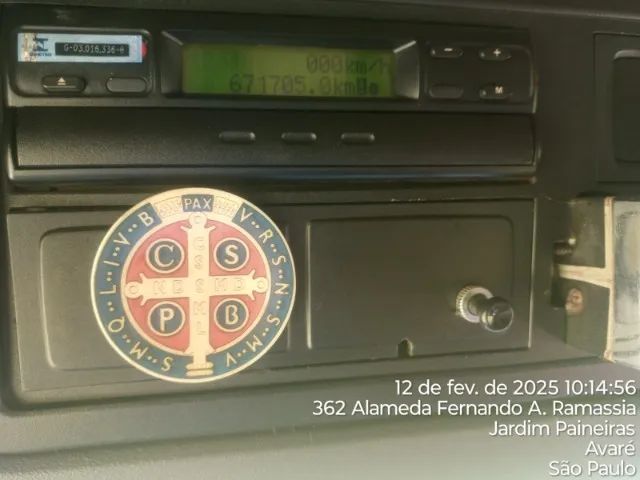 G-03.016.336-8
000km/h
671705.0km
M
PAX
V.R.S.N.S.M.V
S.M.Q.L.I.V.B
C S
C S S M L
N D S M D
P B
12 de fev. de 2025 10:14:56
362 Alameda Fernando A. Ramassia
Jardim Paineiras
Avaré
São Paulo